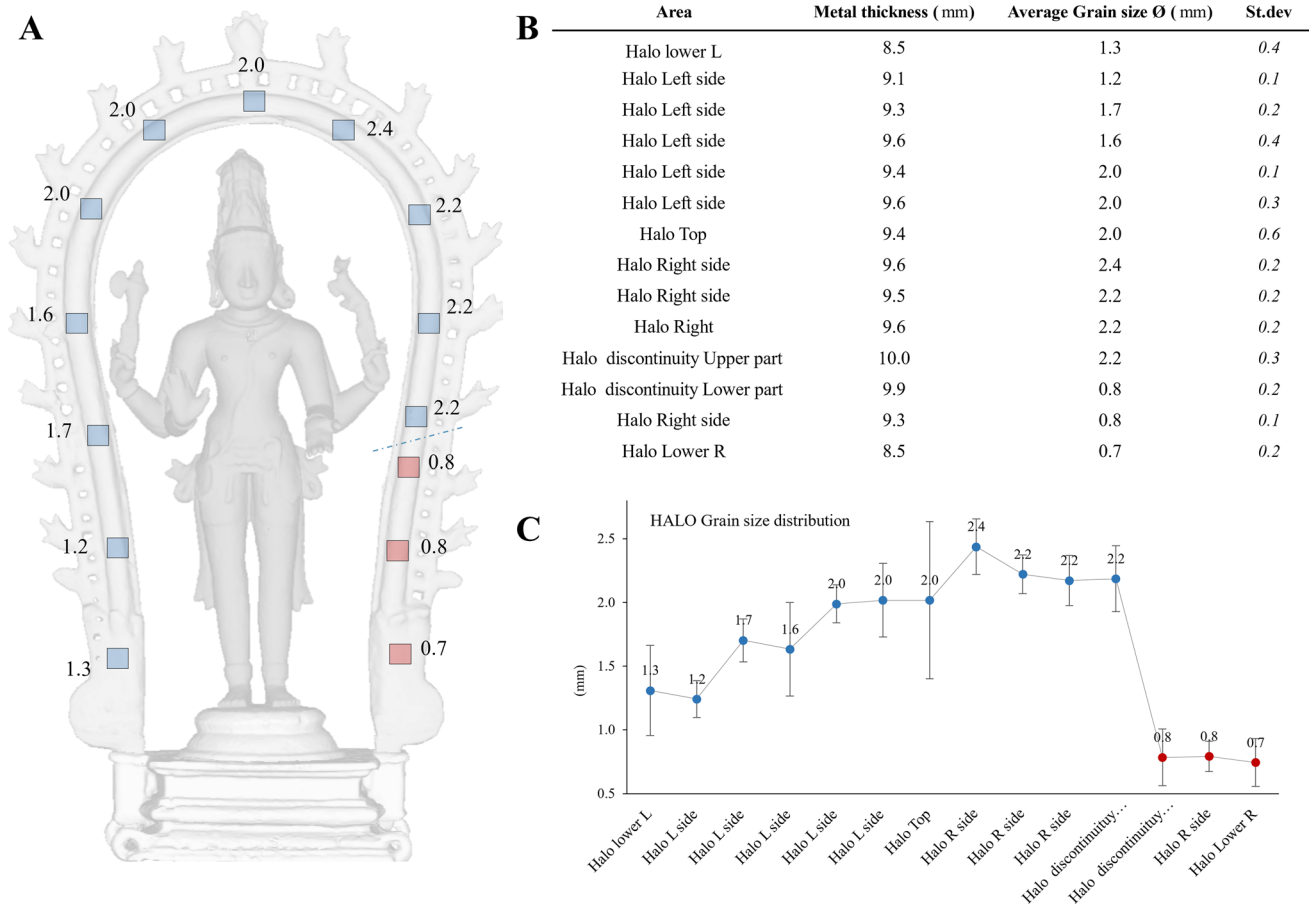 A
2.0
2.0
2.4
2.0
2.2
1.6
2.2
2.2
1.7
0.8
1.2
0.8
1.3
0.7
B
Area Metal thickness ( mm) Average Grain size Ø ( mm) St.dev
Halo lower L 8.5 1.3 0.4
Halo Left side 9.1 1.2 0.1
Halo Left side 9.3 1.7 0.2
Halo Left side 9.6 1.6 0.4
Halo Left side 9.4 2.0 0.1
Halo Left side 9.6 2.0 0.3
Halo Top 9.4 2.0 0.6
Halo Right side 9.6 2.4 0.2
Halo Right side 9.5 2.2 0.2
Halo Right 9.6 2.2 0.2
Halo discontinuity Upper part 10.0 2.2 0.3
Halo discontinuity Lower part 9.9 0.8 0.2
Halo Right side 9.3 0.8 0.1
Halo Lower R 8.5 0.7 0.2
C
HALO Grain size distribution
(mm)
2.5
2.0
1.5
1.0
0.5
1.3
1.2
1.7
1.6
2.0
2.0
2.0
2.4
2.2
2.2
2.2
0.8
0.8
0.7
Halo lower L
Halo L side
Halo L side
Halo L side
Halo L side
Halo L side
Halo Top
Halo R side
Halo R side
Halo R side
Halo discontinuituy...
Halo discontinuituy...
Halo R side
Halo Lower R